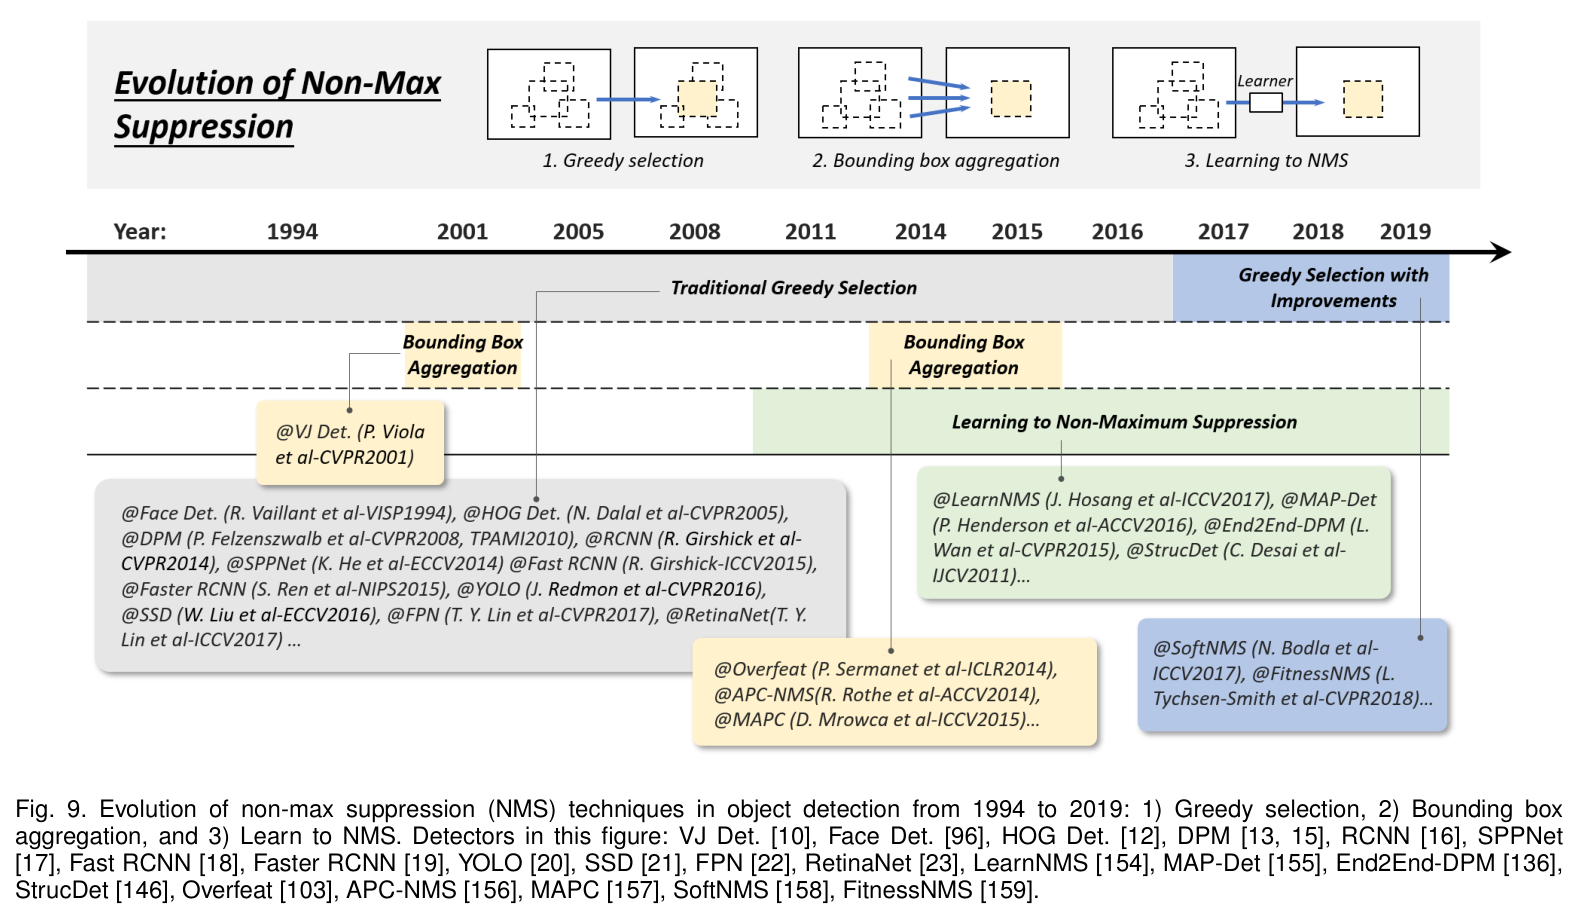 Evolution of Non-Max
Suppression
Learner
1. Greedy selection
2. Bounding box aggregation
3. Learning to NMS
Year: 1994 2001 2005 2008 2011 2014 2015 2016 2017 2018 2019
Traditional Greedy Selection
Greedy Selection with
Improvements
Bounding Box
Aggregation
Bounding Box
Aggregation
Learning to Non-Maximum Suppression
@VJ Det. (P. Viola
et al-CVPR2001)
@Face Det. (R. Vaillant et al-VISP1994), @HOG Det. (N. Dalal et al-CVPR2005),
@DPM (P. Felzenszwalb et al-CVPR2008, TPAMI2010), @RCNN (R. Girshick et al-
CVPR2014), @SPPNet (K. He et al-ECCV2014) @Fast RCNN (R. Girshick-ICCV2015),
@Faster RCNN (S. Ren et al-NIPS2015), @YOLO (J. Redmon et al-CVPR2016),
@SSD (W. Liu et al-ECCV2016), @FPN (T. Y. Lin et al-CVPR2017), @RetinaNet(T. Y.
Lin et al-ICCV2017) ...
@LearnNMS (J. Hosang et al-ICCV2017), @MAP-Det
(P. Henderson et al-ACCV2016), @End2End-DPM (L.
Wan et al-CVPR2015), @StrucDet (C. Desai et al-
IJCV2011)...
@Overfeat (P. Sermanet et al-ICLR2014),
@APC-NMS(R. Rothe et al-ACCV2014),
@MAPC (D. Mrowca et al-ICCV2015)...
@SoftNMS (N. Bodla et al-
ICCV2017), @FitnessNMS (L.
Tychsen-Smith et al-CVPR2018)...
Fig. 9. Evolution of non-max suppression (NMS) techniques in object detection from 1994 to 2019: 1) Greedy selection, 2) Bounding box
aggregation, and 3) Learn to NMS. Detectors in this figure: VJ Det. [10], Face Det. [96], HOG Det. [12], DPM [13, 15], RCNN [16], SPPNet
[17], Fast RCNN [18], Faster RCNN [19], YOLO [20], SSD [21], FPN [22], RetinaNet [23], LearnNMS [154], MAP-Det [155], End2End-DPM [136],
StrucDet [146], Overfeat [103], APC-NMS [156], MAPC [157], SoftNMS [158], FitnessNMS [159].